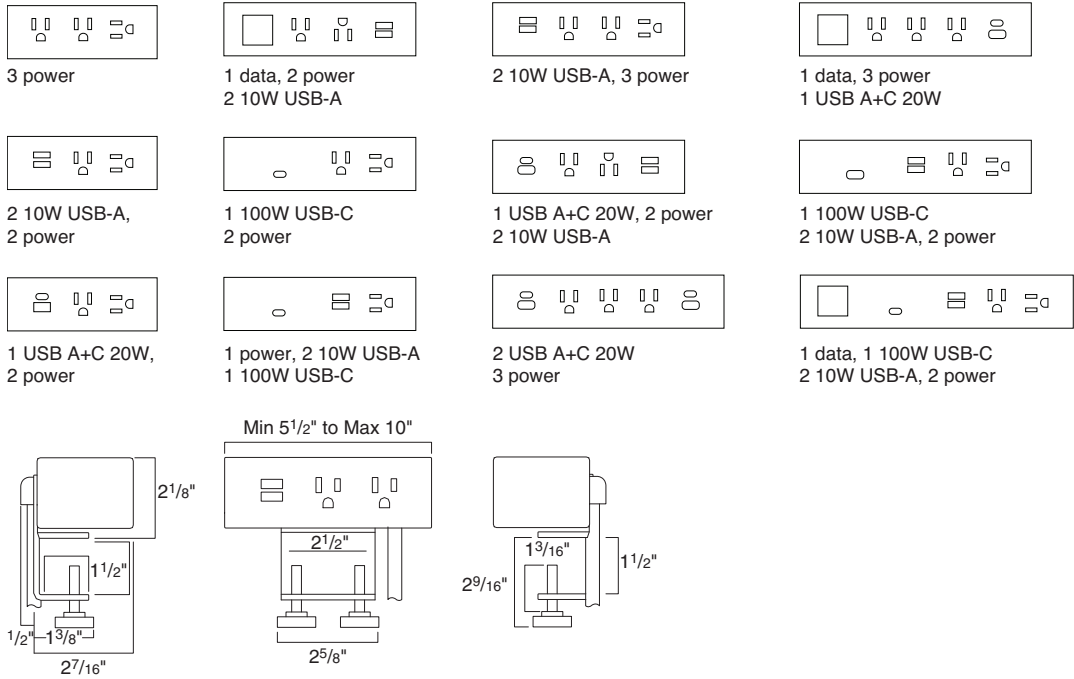 3 power
1 data, 2 power
2 10W USB-A
2 10W USB-A, 3 power
1 data, 3 power
1 USB A+C 20W
2 10W USB-A,
2 power
1 100W USB-C
2 power
1 USB A+C 20W, 2 power
2 10W USB-A
1 100W USB-C
2 10W USB-A, 2 power
1 USB A+C 20W,
2 power
1 power, 2 10W USB-A
1 100W USB-C
2 USB A+C 20W
3 power
1 data, 1 100W USB-C
2 10W USB-A, 2 power
Min 51/2" to Max 10"
21/8"
11/2"
1/2"
13/8"
27/16"
21/2"
25/8"
13/16"
11/2"
29/16"